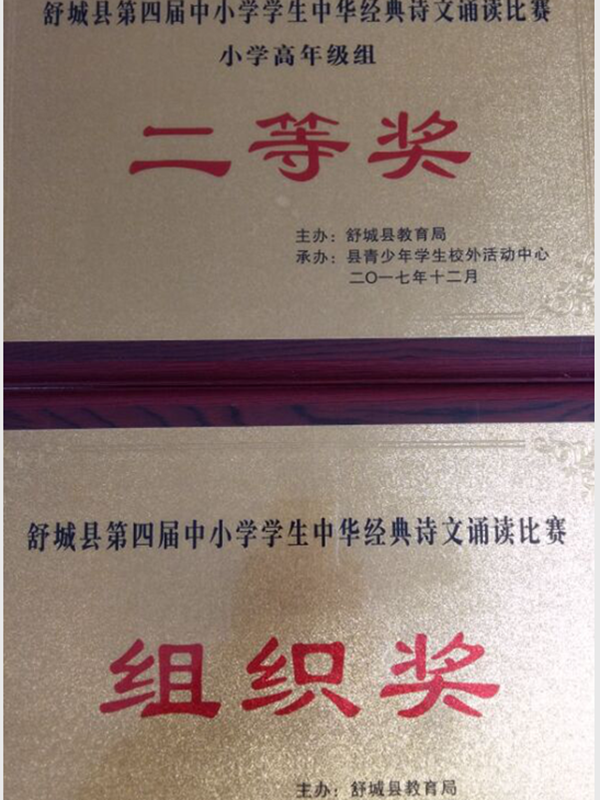 舒城县第四届中小学学生中华经典诗文诵读比赛
小学高年级组
二等奖
主办：舒城县教育局
承办：县青少年学生校外活动中心
二〇一七年十二月
舒城县第四届中小学学生中华经典诗文诵读比赛
组织奖
主办：舒城县教育局